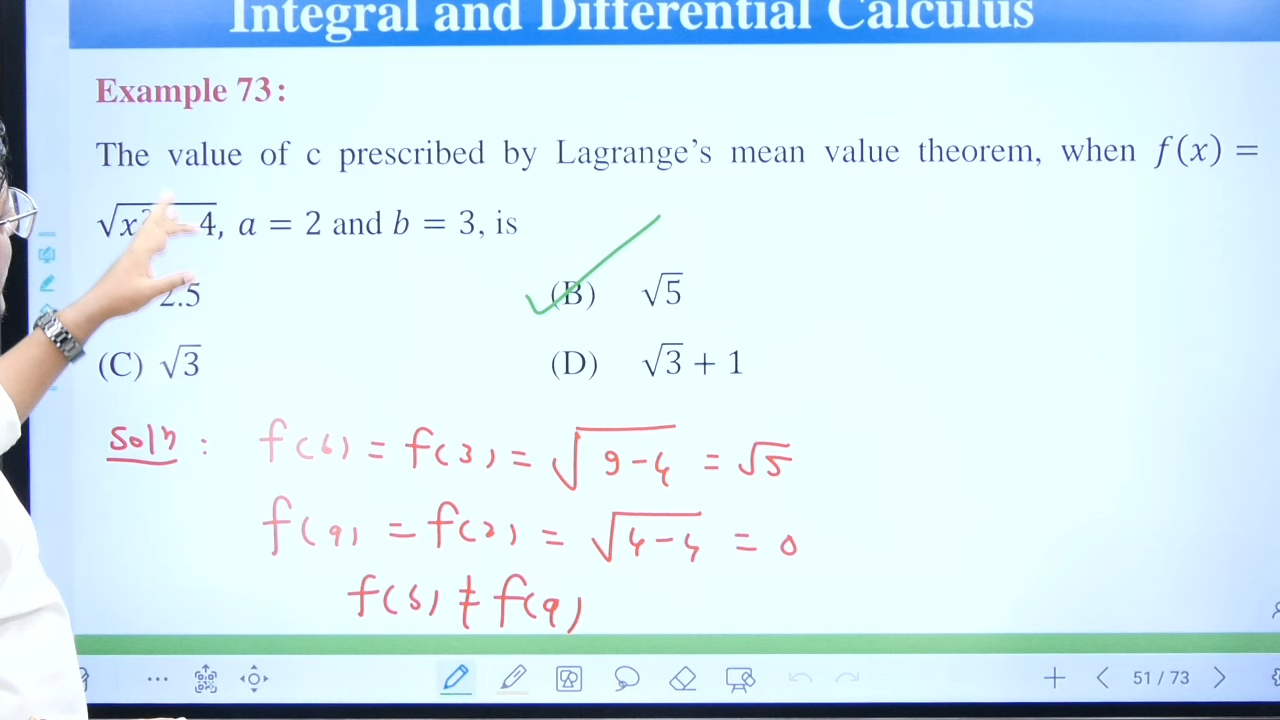 Integral and Differential Calculus
Example 73:
The value of c prescribed by Lagrange's mean value theorem, when f(x) =
√x² - 4, a = 2 and b = 3, is
2.5
(B) √5
(C) √3
(D) √3 + 1
Soln : f(b) = f(3) = √9-4 = √5
f(a) = f(2) = √4-4 = 0
f(b) ≠ f(a)
51 / 73